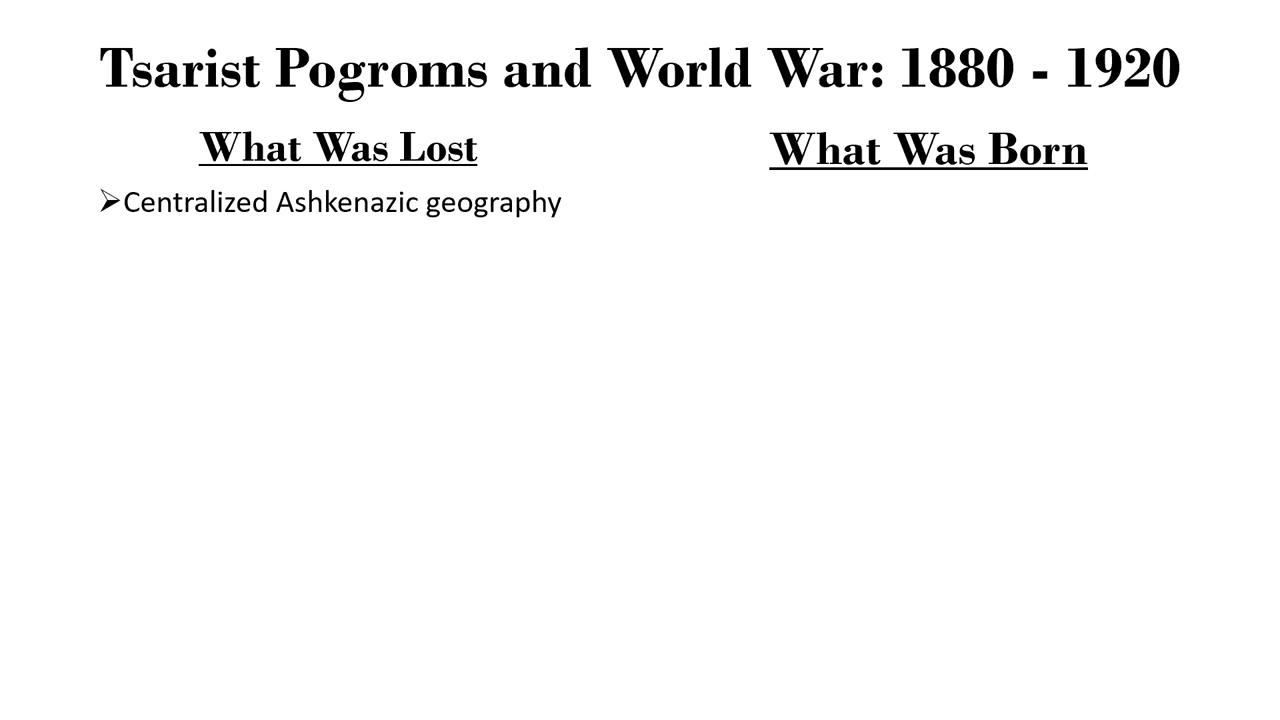 Tsarist Pogroms and World War: 1880 - 1920
What Was Lost
What Was Born
➢Centralized Ashkenazic geography